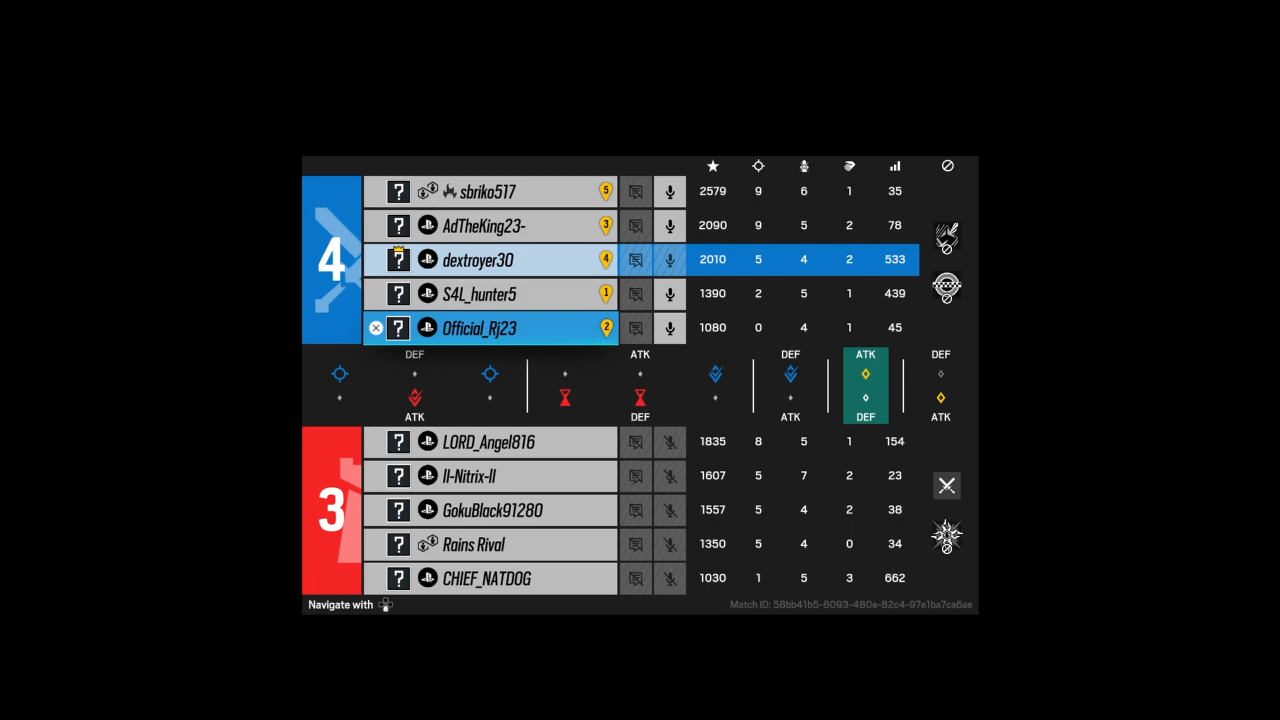 4
? sbriko517 5 2579 9 6 1 35
? AdTheKing23- 3 2090 9 5 2 78
? dextroyer30 4 2010 5 4 2 533
? S4L_hunter5 1 1390 2 5 1 439
? Official_Rj23 2 1080 0 4 1 45
DEF ATK DEF ATK DEF
ATK DEF ATK DEF ATK
3
? LORD_Angel816 1835 8 5 1 154
? II-Nitrix-II 1607 5 7 2 23
? GokuBlack91280 1557 5 4 2 38
? Rains Rival 1350 5 4 0 34
? CHIEF_NATDOG 1030 1 5 3 662
Navigate with
Match ID: 58bb41b5-8093-480e-82c4-97e1ba7ca6ae